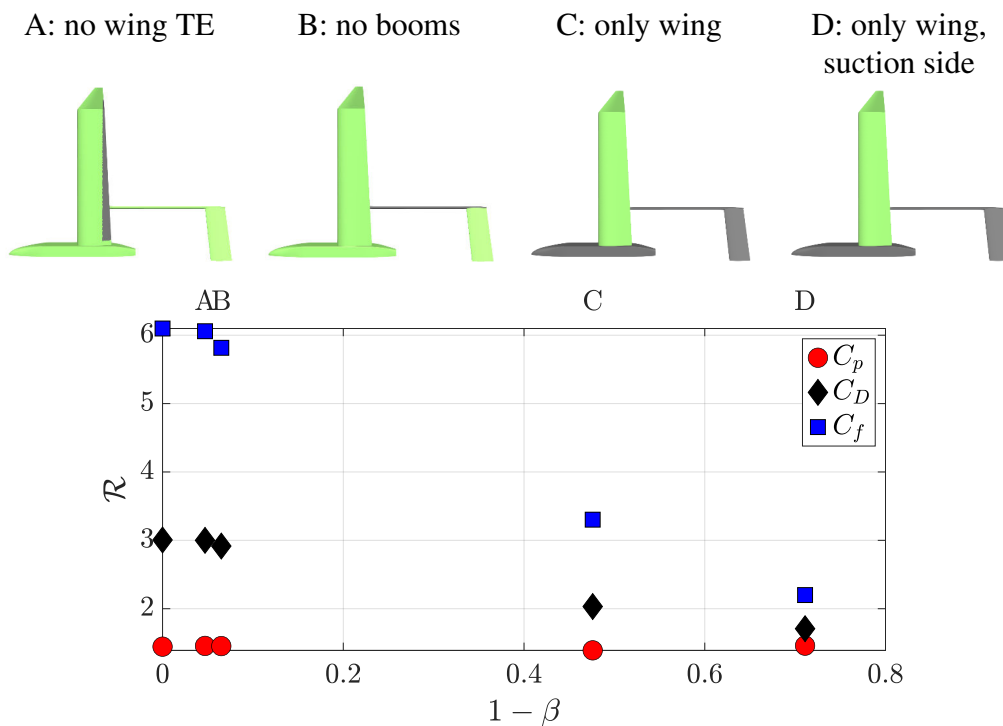 A: no wing TE
B: no booms
C: only wing
D: only wing,
suction side
A
B
C
D
6
5
4
3
2
ℛ
C_p
C_D
C_f
0
0.2
0.4
0.6
0.8
1 − β